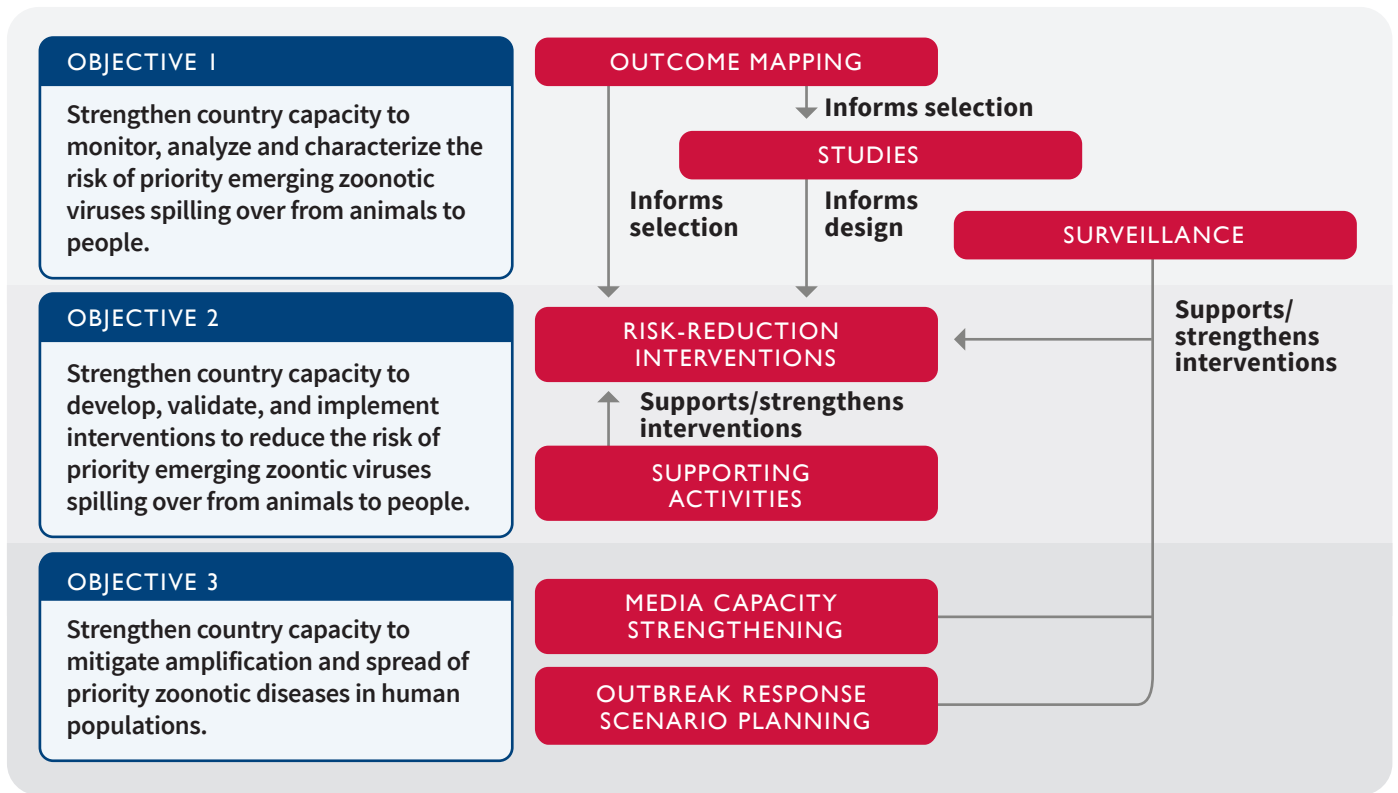 OBJECTIVE 1
Strengthen country capacity to
monitor, analyze and characterize the
risk of priority emerging zoonotic
viruses spilling over from animals to
people.
OUTCOME MAPPING
Informs selection
STUDIES
Informs
selection
Informs
design
SURVEILLANCE
OBJECTIVE 2
Strengthen country capacity to
develop, validate, and implement
interventions to reduce the risk of
priority emerging zoontic viruses
spilling over from animals to people.
RISK-REDUCTION
INTERVENTIONS
Supports/
strengthens
interventions
Supports/strengthens
interventions
SUPPORTING
ACTIVITIES
OBJECTIVE 3
Strengthen country capacity to
mitigate amplification and spread of
priority zoonotic diseases in human
populations.
MEDIA CAPACITY
STRENGTHENING
OUTBREAK RESPONSE
SCENARIO PLANNING